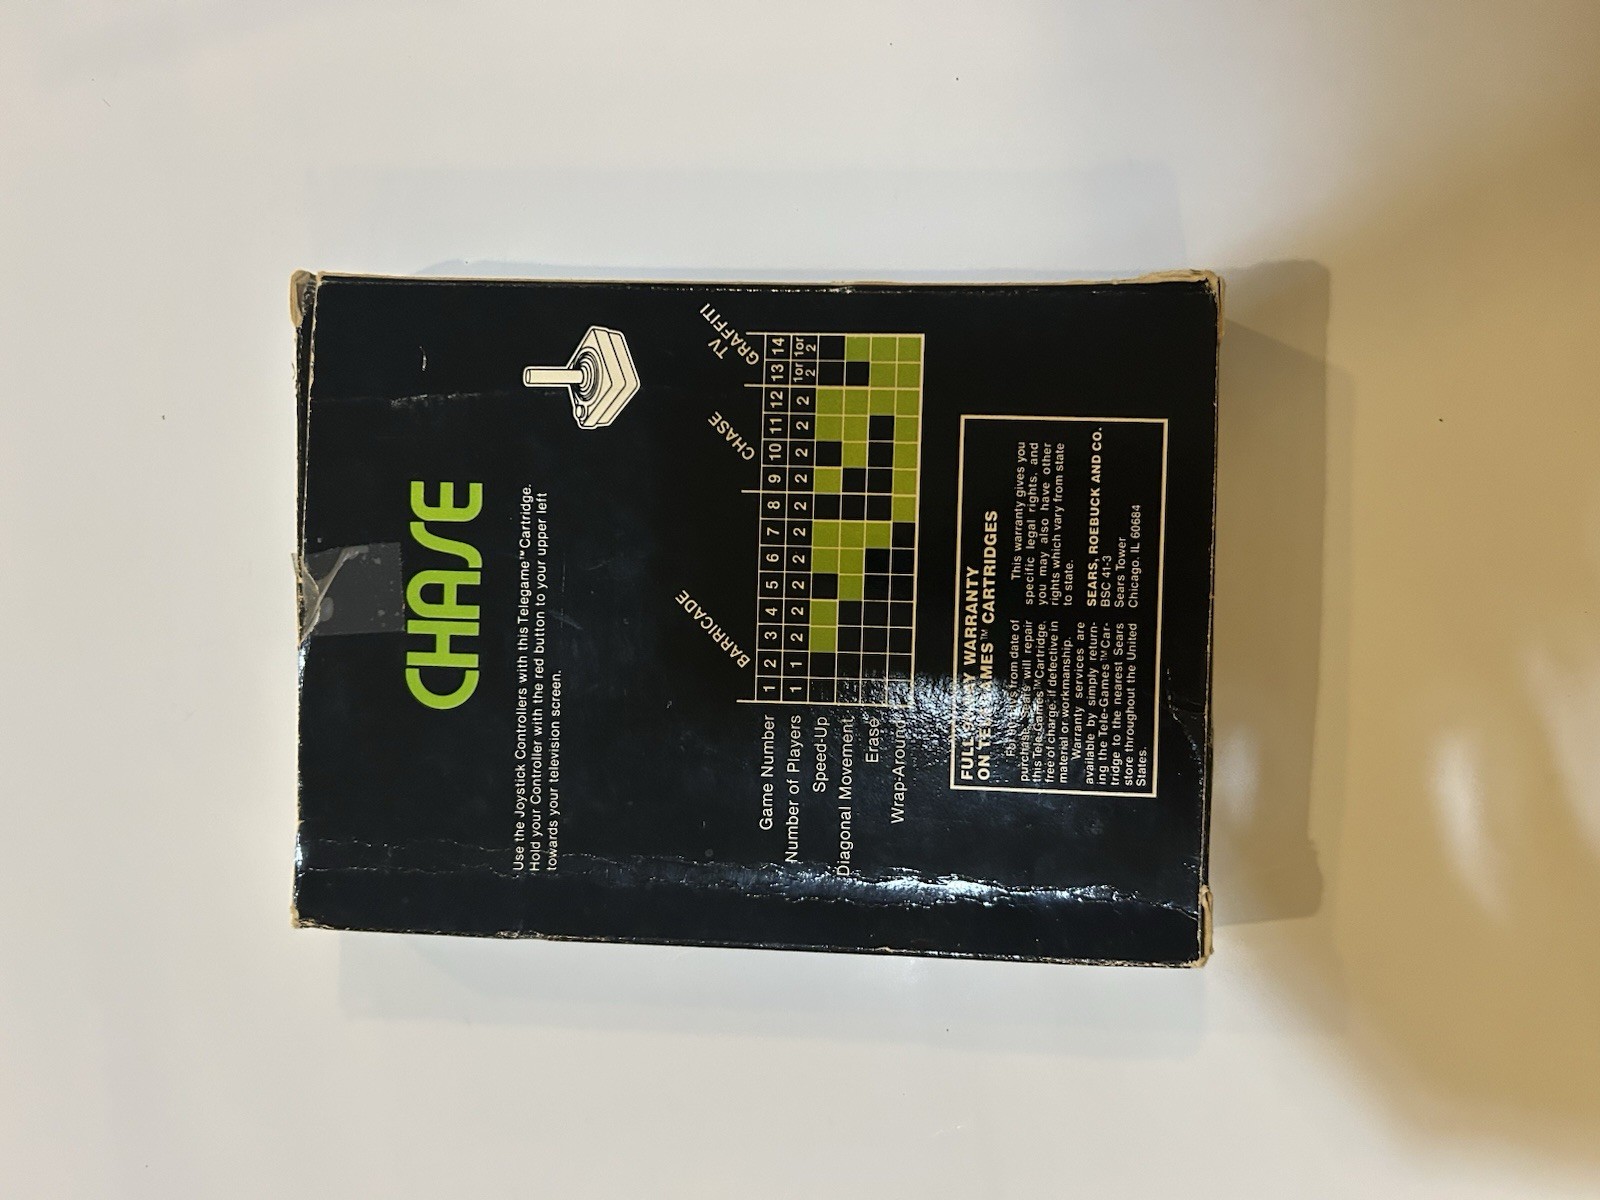 CHASE
Use the Joystick Controllers with this Telegame™ Cartridge.
Hold your Controller with the red button to your upper left
towards your television screen.
BARRICADE
CHASE
TV
GRAFFITI
Game Number 1 2 3 4 5 6 7 8 9 10 11 12 13 14
Number of Players 1 1 2 2 2 2 2 2 2 2 2 2 1or 2 1or 2
Speed-Up
Diagonal Movement
Erase
Wrap-Around
FULL WARRANTY
ON TELE-GAMES™ CARTRIDGES
from date of
purchase, Sears will repair
this Tele-Games™ Cartridge,
free of charge, if defective in
material or workmanship.
Warranty services are
available by simply return-
ing the Tele-Games™ Car-
tridge to the nearest Sears
store throughout the United
States.
This warranty gives you
specific legal rights, and
you may also have other
rights which vary from state
to state.
SEARS, ROEBUCK AND CO.
BSC 41-3
Sears Tower
Chicago, IL 60684